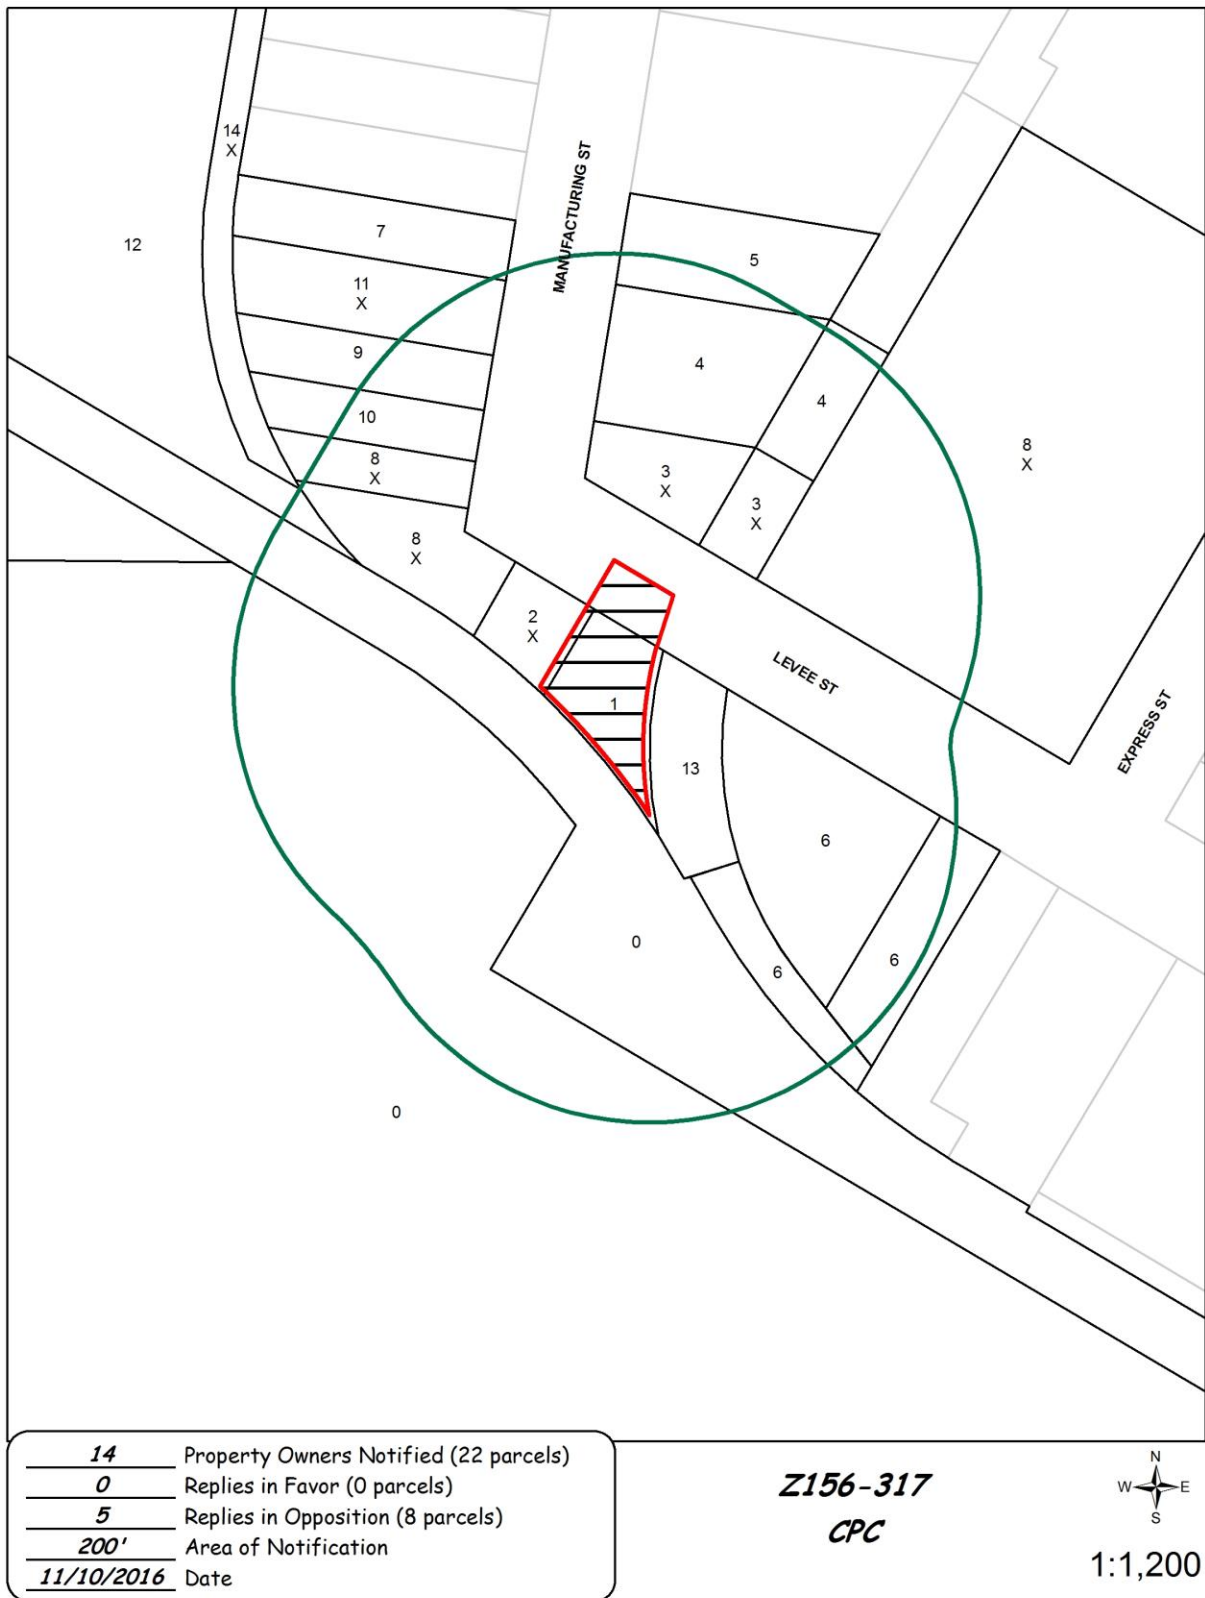 14
X
12
7
11
X
9
10
8
X
8
X
MANUFACTURING ST
5
4
4
3
X
3
X
8
X
2
X
1
LEVEE ST
EXPRESS ST
13
6
6
6
0
0
14 Property Owners Notified (22 parcels)
0 Replies in Favor (0 parcels)
5 Replies in Opposition (8 parcels)
200' Area of Notification
11/10/2016 Date
Z156-317
CPC
N
W E
S
1:1,200